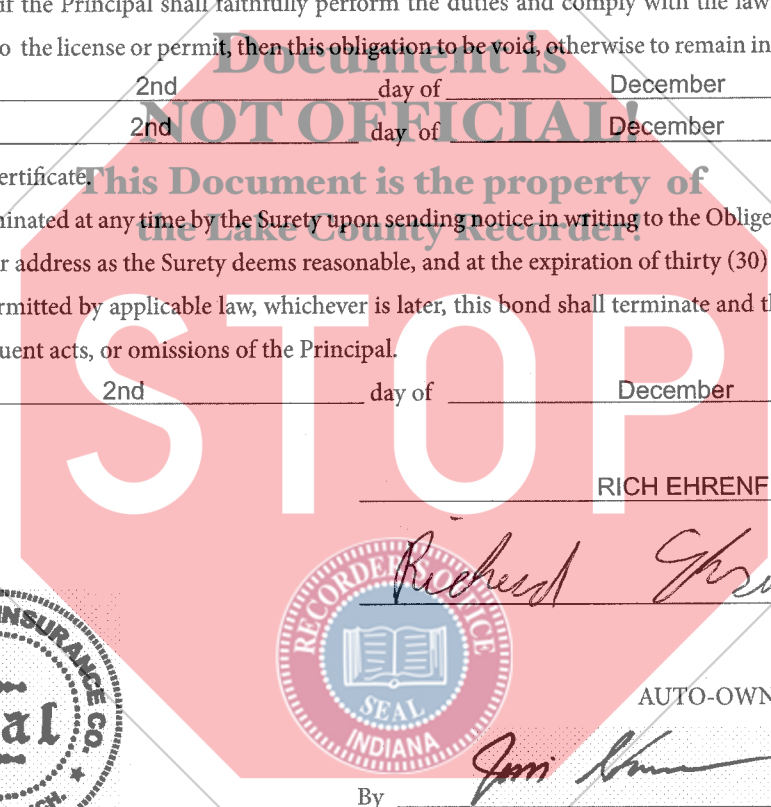 if the Principal shall faithfully perform the duties and comply with the law
o the license or permit, then this obligation to be void, otherwise to remain in
Document is
2nd day of December
NOT OFFICIAL!
2nd day of December
ertificate.
This Document is the property of
ninated at any time by the Surety upon sending notice in writing to the Oblige
the Lake County Recorder!
r address as the Surety deems reasonable, and at the expiration of thirty (30)
rmitted by applicable law, whichever is later, this bond shall terminate and th
uent acts, or omissions of the Principal.
STOP
2nd day of December
RICH EHRENF
Richard
RECORDER'S OFFICE
SEAL
INDIANA
INSURANCE CO.
al
ICH.
AUTO-OWN
By